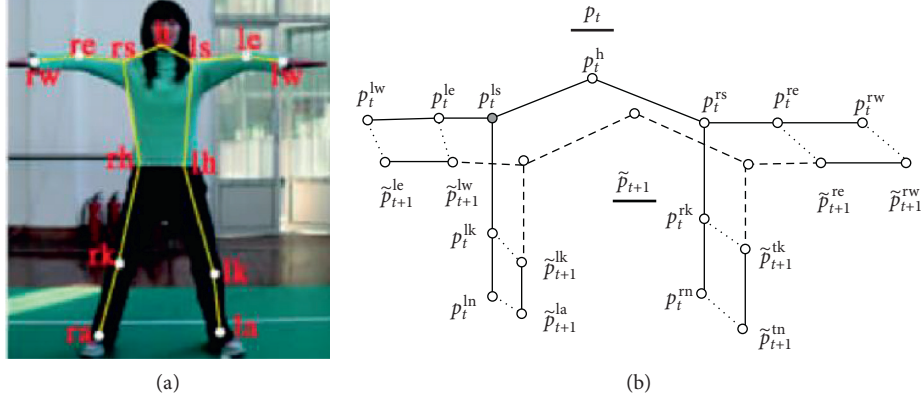 re
rs
ls
le
rw
lw
rh
lh
rk
lk
ra
la
(a)
p_t
p_t^h
p_t^lw
p_t^le
p_t^ls
p_t^rs
p_t^re
p_t^rw
p̃_{t+1}^le
p̃_{t+1}^lw
p̃_{t+1}
p̃_{t+1}^re
p̃_{t+1}^rw
p_t^lk
p̃_{t+1}^lk
p_t^rk
p̃_{t+1}^tk
p_t^ln
p̃_{t+1}^la
p_t^rn
p̃_{t+1}^tn
(b)